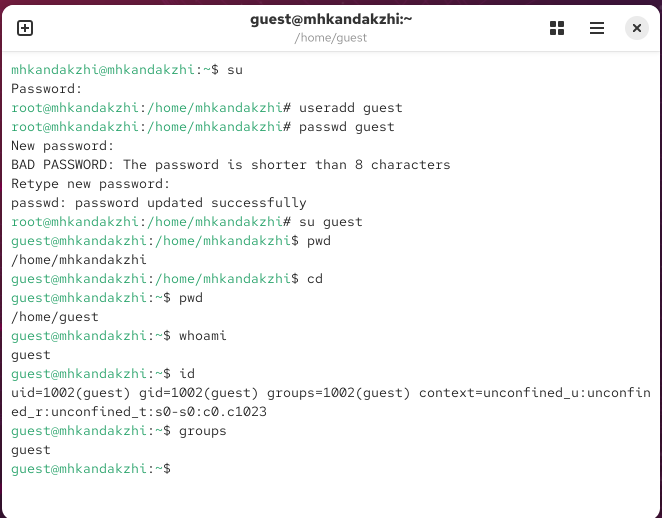 guest@mhkandakzhi:~
/home/guest
mhkandakzhi@mhkandakzhi:~$ su
Password:
root@mhkandakzhi:/home/mhkandakzhi# useradd guest
root@mhkandakzhi:/home/mhkandakzhi# passwd guest
New password:
BAD PASSWORD: The password is shorter than 8 characters
Retype new password:
passwd: password updated successfully
root@mhkandakzhi:/home/mhkandakzhi# su guest
guest@mhkandakzhi:/home/mhkandakzhi$ pwd
/home/mhkandakzhi
guest@mhkandakzhi:/home/mhkandakzhi$ cd
guest@mhkandakzhi:~$ pwd
/home/guest
guest@mhkandakzhi:~$ whoami
guest
guest@mhkandakzhi:~$ id
uid=1002(guest) gid=1002(guest) groups=1002(guest) context=unconfined_u:unconfin
ed_r:unconfined_t:s0-s0:c0.c1023
guest@mhkandakzhi:~$ groups
guest
guest@mhkandakzhi:~$